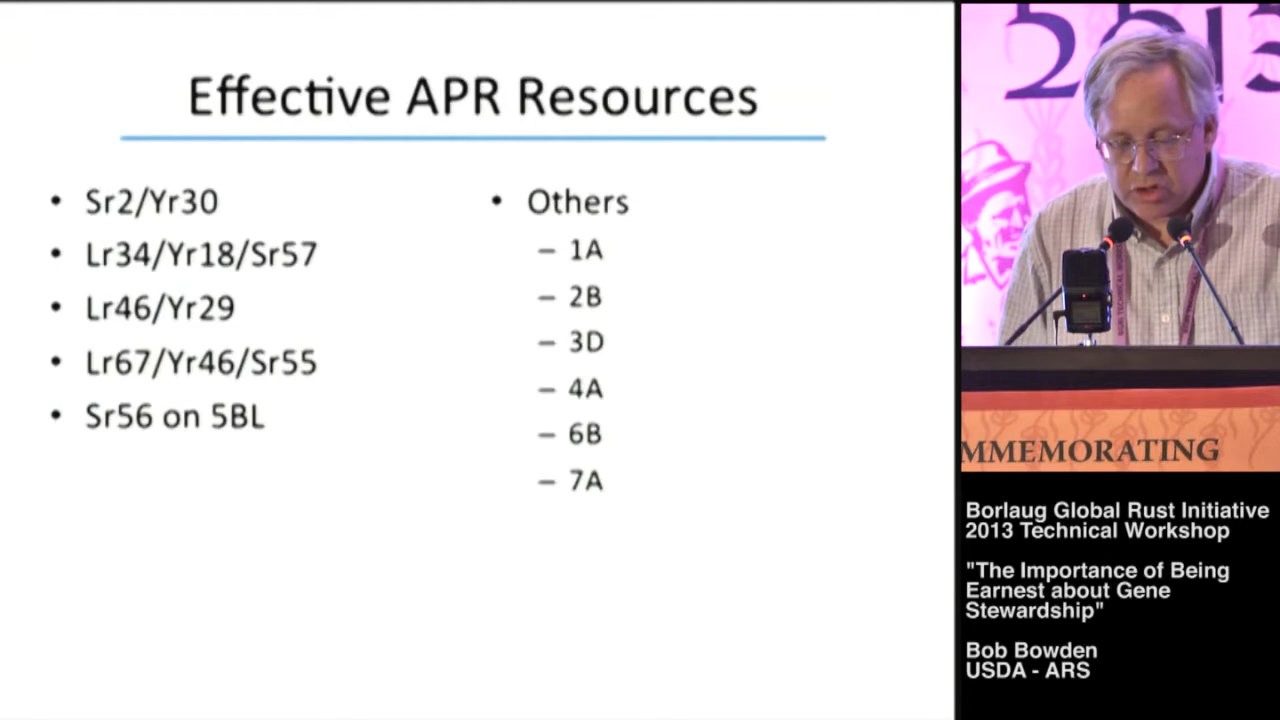 Effective APR Resources
• Sr2/Yr30
• Lr34/Yr18/Sr57
• Lr46/Yr29
• Lr67/Yr46/Sr55
• Sr56 on 5BL
• Others
– 1A
– 2B
– 3D
– 4A
– 6B
– 7A
2013
MMEMORATING
Borlaug Global Rust Initiative
2013 Technical Workshop
"The Importance of Being
Earnest about Gene
Stewardship"
Bob Bowden
USDA - ARS